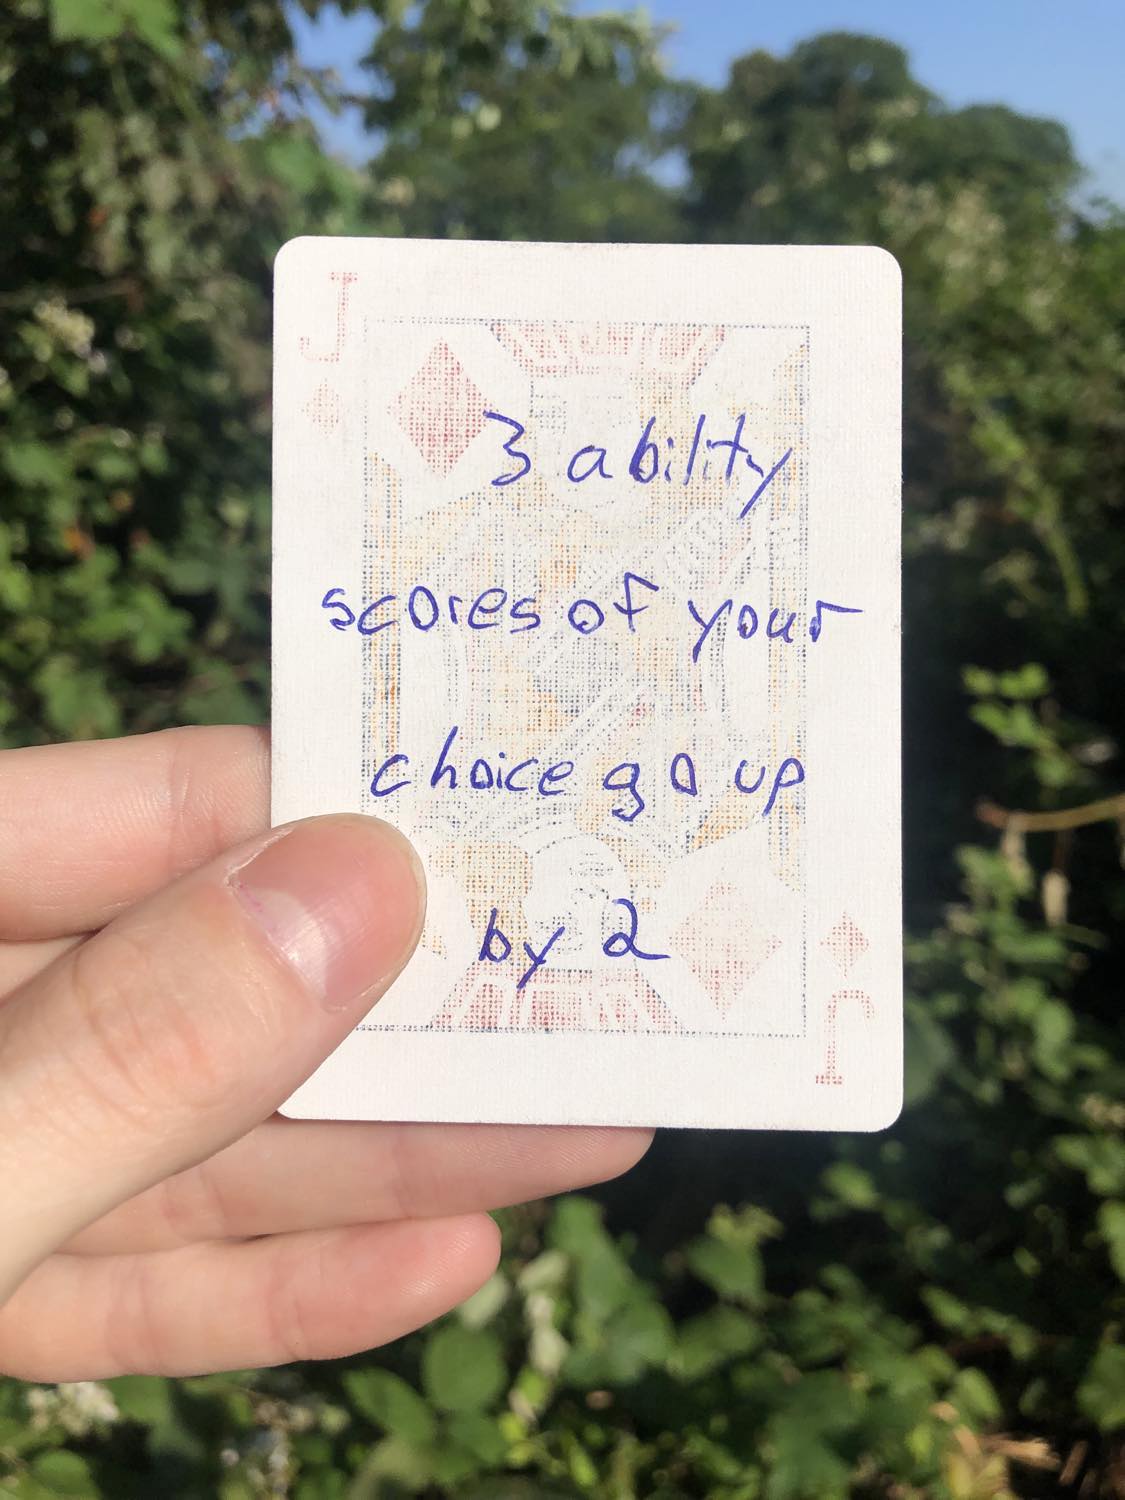 J
3 ability
scores of your
choice go up
by 2
J